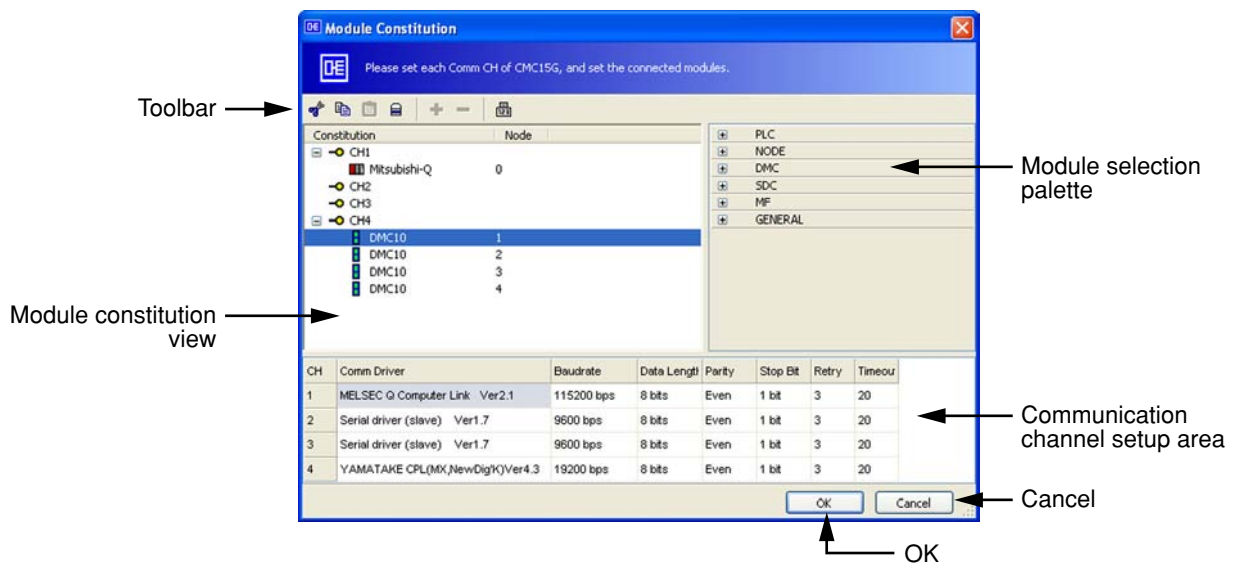 Module Constitution
Please set each Comm CH of CMC15G, and set the connected modules.
Toolbar
Constitution Node
CH1
Mitsubishi-Q 0
CH2
CH3
CH4
DMC10 1
DMC10 2
DMC10 3
DMC10 4
PLC
NODE
DMC
SDC
MF
GENERAL
Module selection
palette
Module constitution
view
CH Comm Driver Baudrate Data Lengtl Parity Stop Bit Retry Timeou
1 MELSEC Q Computer Link Ver2.1 115200 bps 8 bits Even 1 bit 3 20
2 Serial driver (slave) Ver1.7 9600 bps 8 bits Even 1 bit 3 20
3 Serial driver (slave) Ver1.7 9600 bps 8 bits Even 1 bit 3 20
4 YAMATAKE CPL(MX,NewDig'K)Ver4.3 19200 bps 8 bits Even 1 bit 3 20
Communication
channel setup area
OK Cancel
Cancel
OK